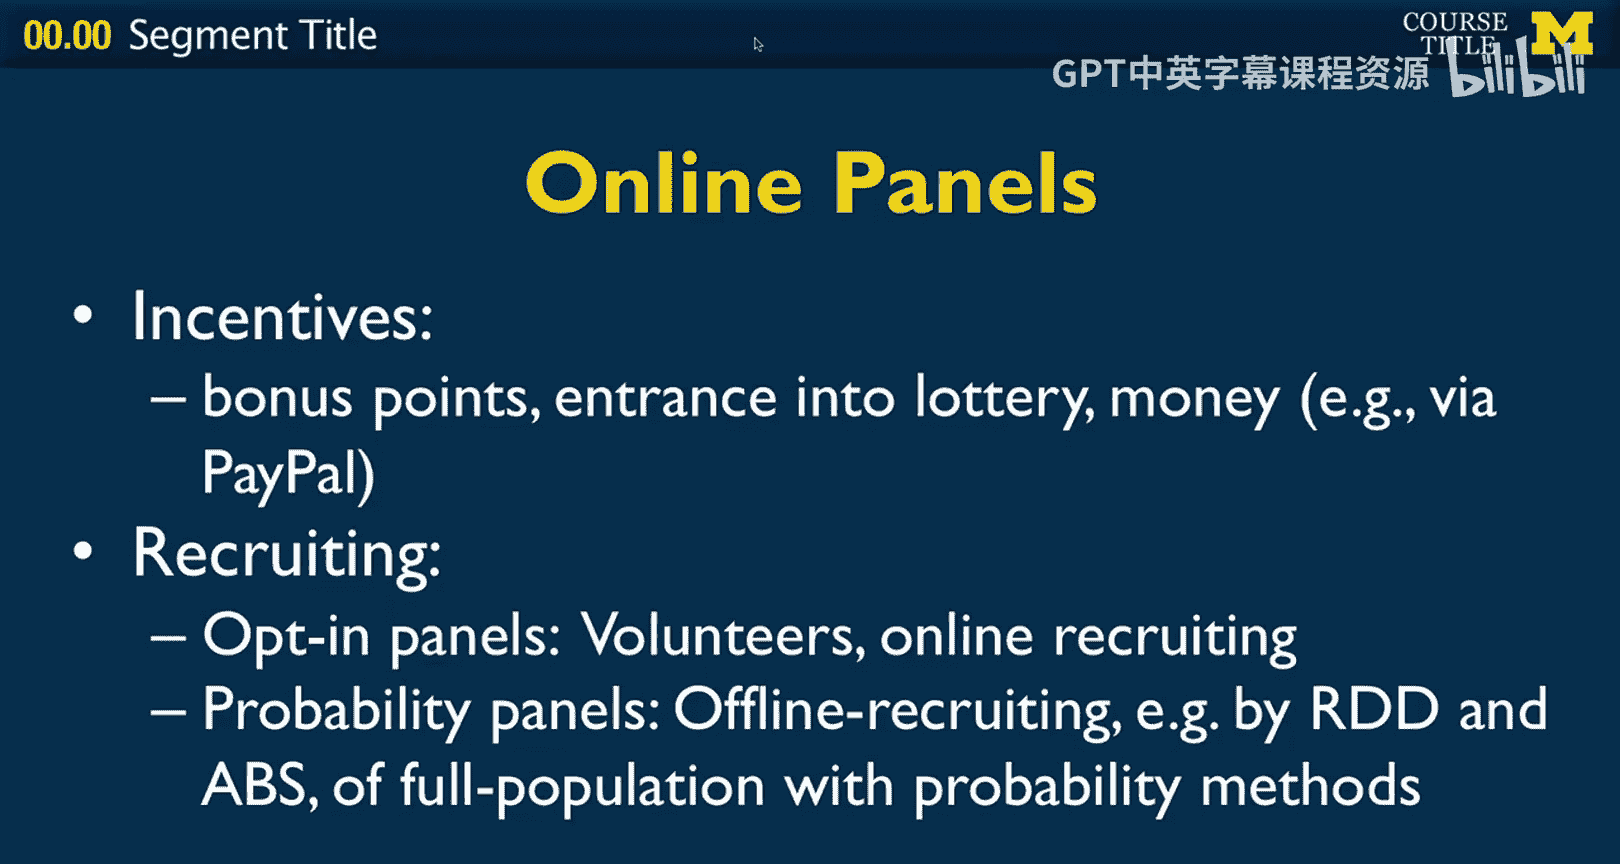 00.00 Segment Title
COURSE
TITLE
M
GPT中英字幕课程资源 bilibili
Online Panels
• Incentives:
– bonus points, entrance into lottery, money (e.g., via
PayPal)
• Recruiting:
– Opt-in panels: Volunteers, online recruiting
– Probability panels: Offline-recruiting, e.g. by RDD and
ABS, of full-population with probability methods